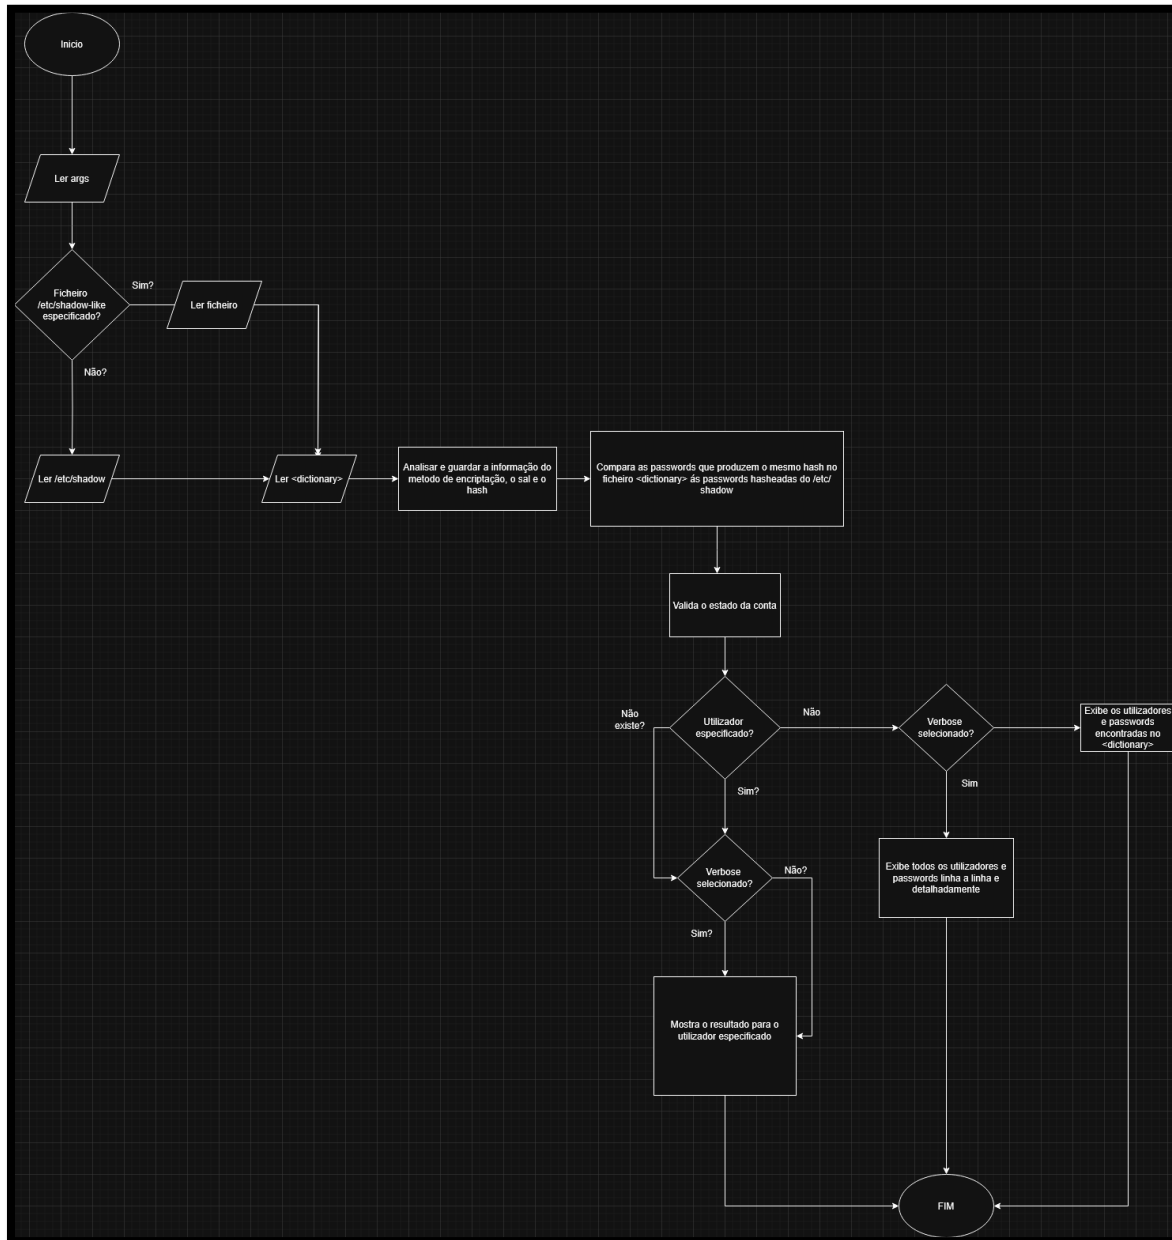 Inicio
Ler args
Ficheiro
/etc/shadow-like
especificado?
Sim?
Ler ficheiro
Não?
Ler /etc/shadow
Ler <dictionary>
Analisar e guardar a informação do
metodo de encriptação, o sal e o
hash
Compara as passwords que produzem o mesmo hash no
ficheiro <dictionary> ás passwords hasheadas do /etc/
shadow
Valida o estado da conta
Não
existe?
Utilizador
especificado?
Não
Verbose
selecionado?
Exibe os utilizadores
e passwords
encontradas no
<dictionary>
Sim?
Sim
Verbose
selecionado?
Não?
Exibe todos os utilizadores e
passwords linha a linha e
detalhadamente
Sim?
Mostra o resultado para o
utilizador especificado
FIM